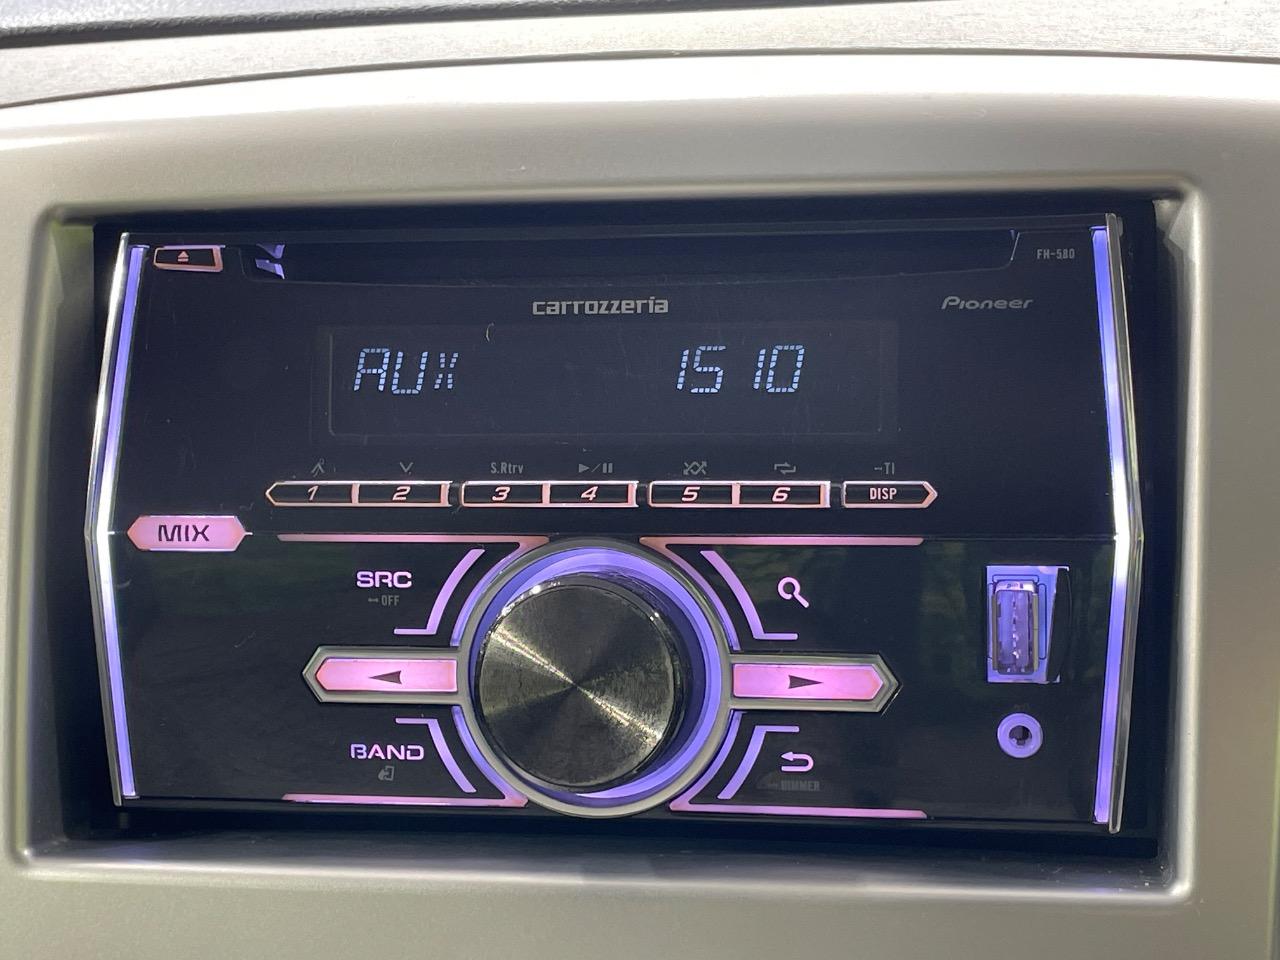 FH-580
carrozzeria
Pioneer
AUX 15 10
S.Rtrv
1 2 3 4 5 6 DISP
MIX
SRC
OFF
BAND
DIMMER